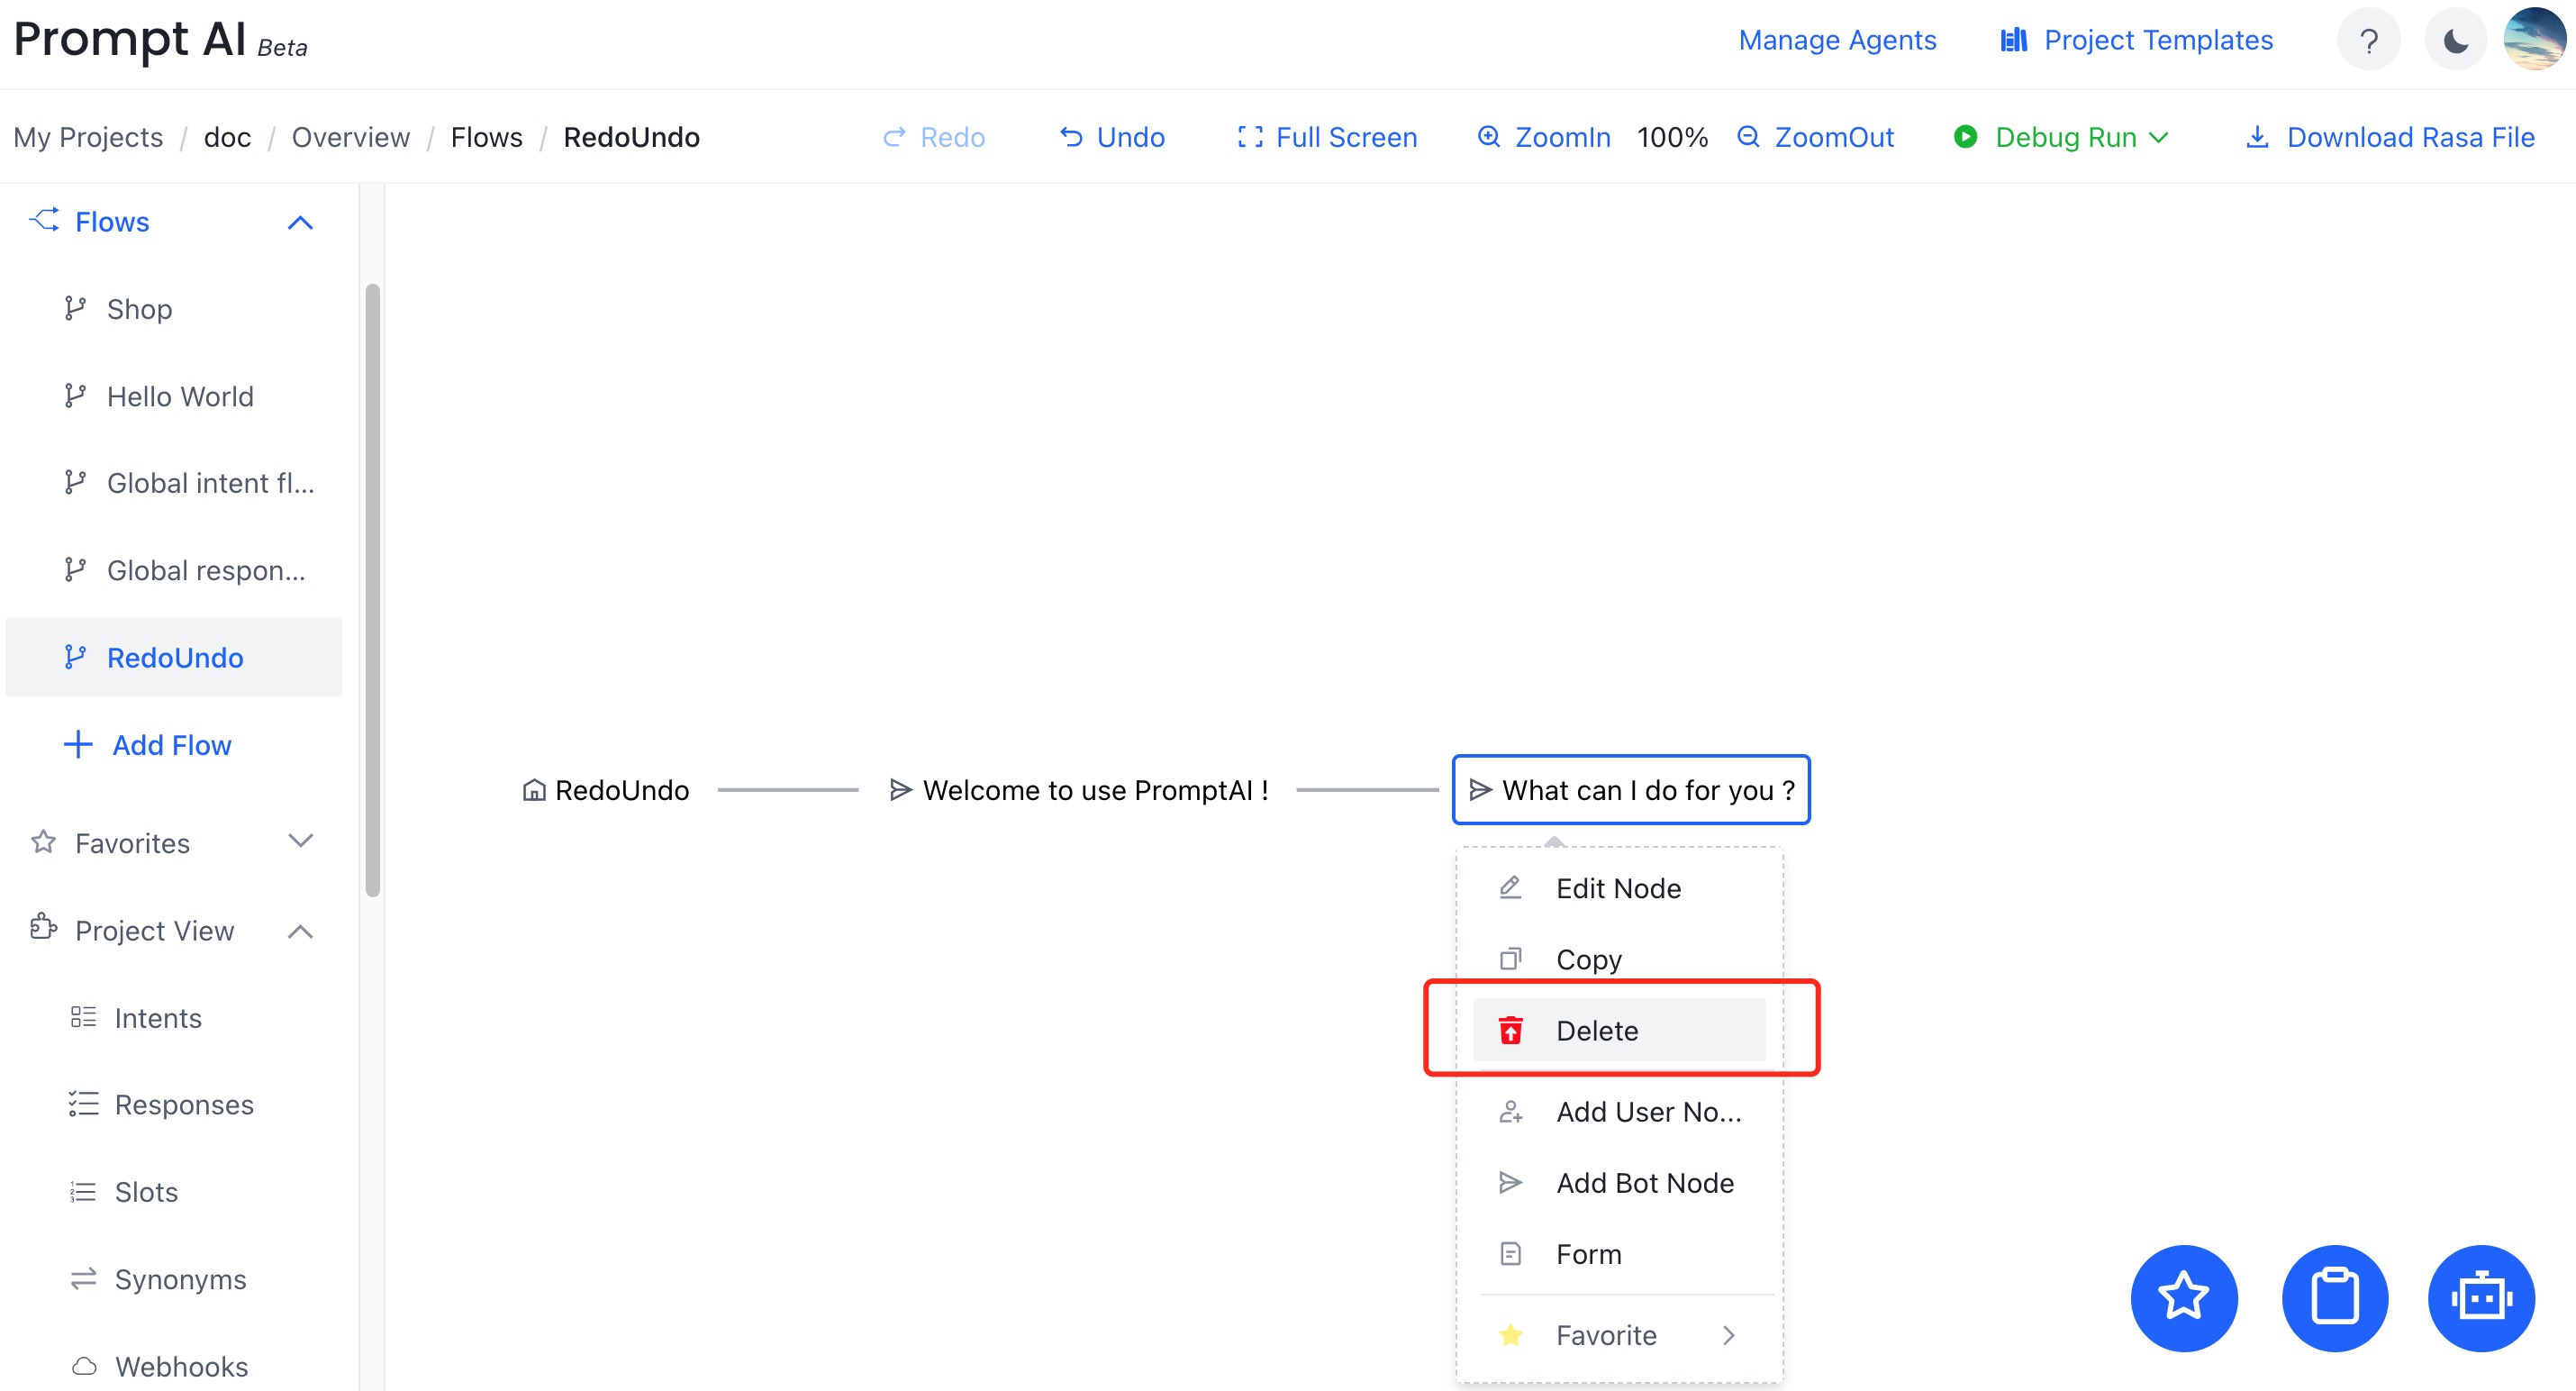 Prompt AI Beta
Manage Agents
Project Templates
?
My Projects / doc / Overview / Flows / RedoUndo
Redo
Undo
Full Screen
ZoomIn
100%
ZoomOut
Debug Run
Download Rasa File
Flows
Shop
Hello World
Global intent fl...
Global respon...
RedoUndo
Add Flow
Favorites
Project View
Intents
Responses
Slots
Synonyms
Webhooks
RedoUndo
Welcome to use PromptAI !
What can I do for you ?
Edit Node
Copy
Delete
Add User No...
Add Bot Node
Form
Favorite